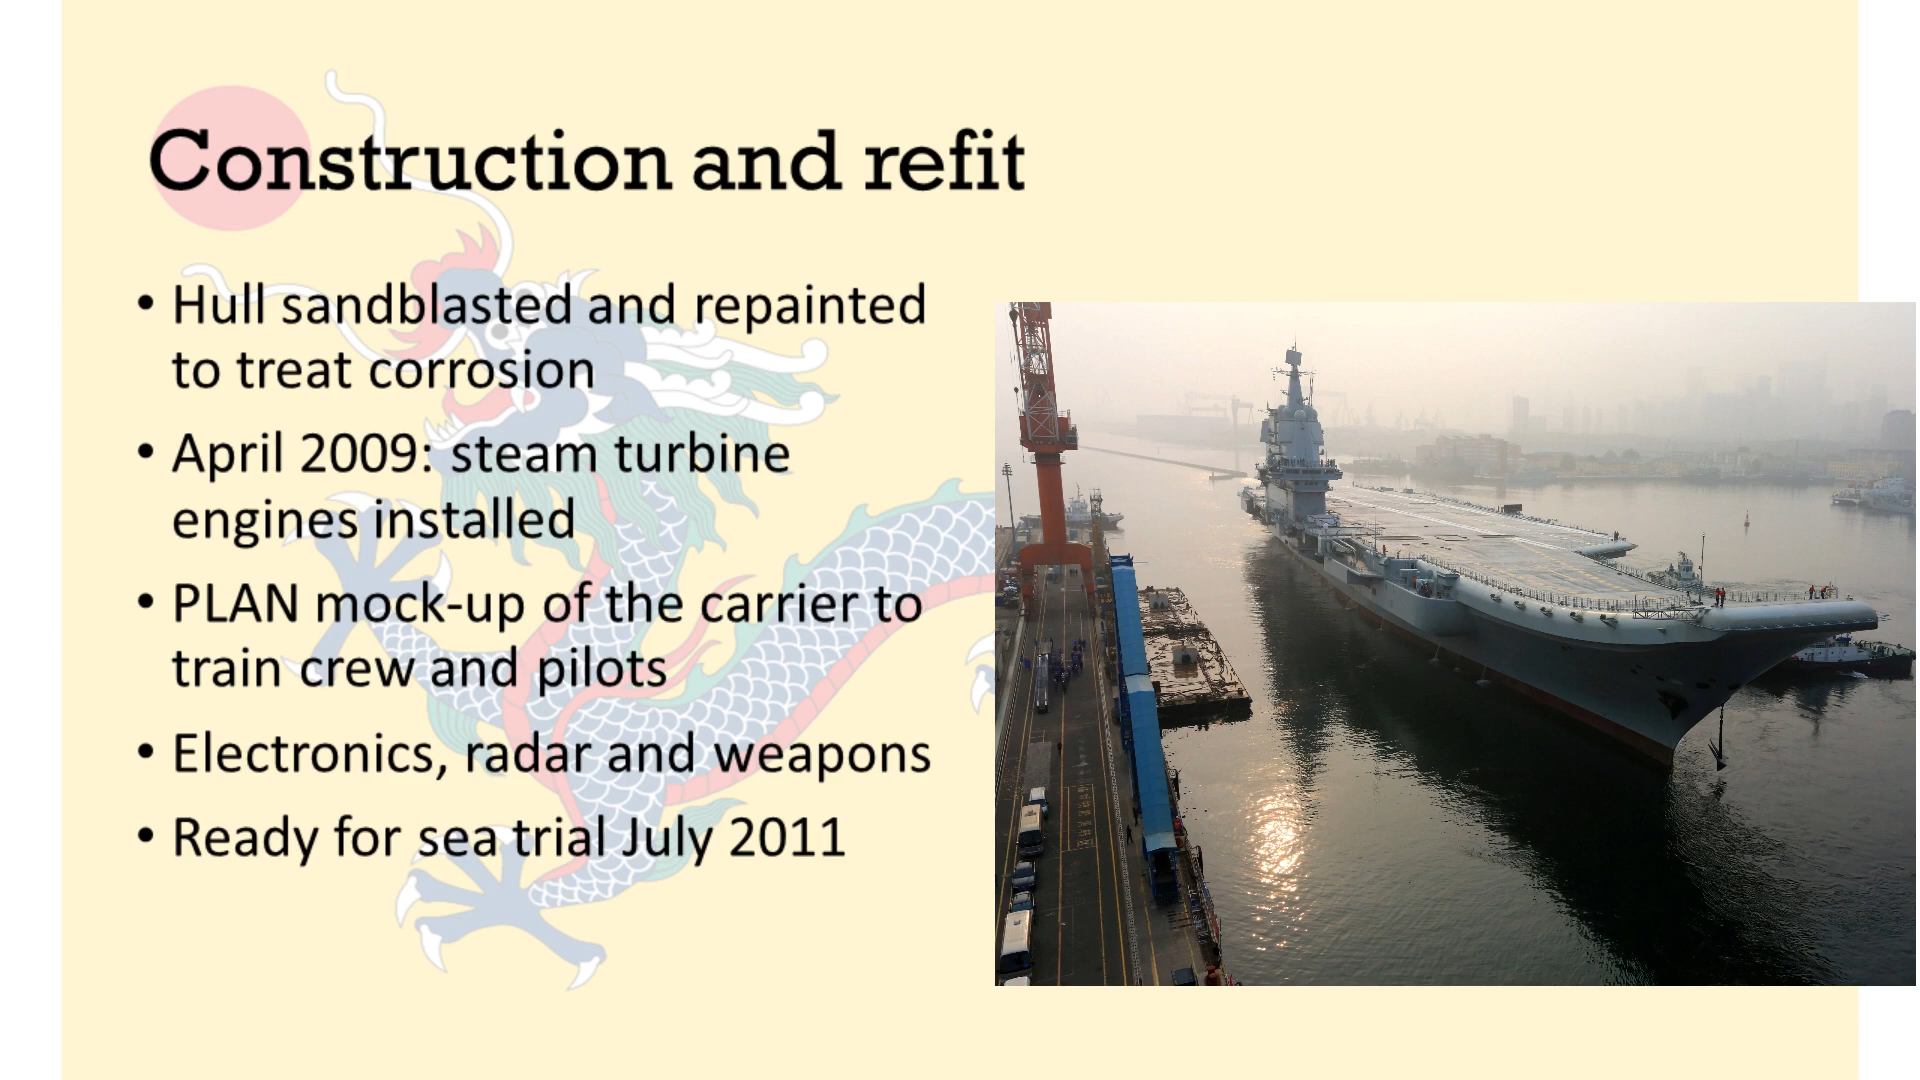 Construction and refit
• Hull sandblasted and repainted
to treat corrosion
• April 2009: steam turbine
engines installed
• PLAN mock-up of the carrier to
train crew and pilots
• Electronics, radar and weapons
• Ready for sea trial July 2011